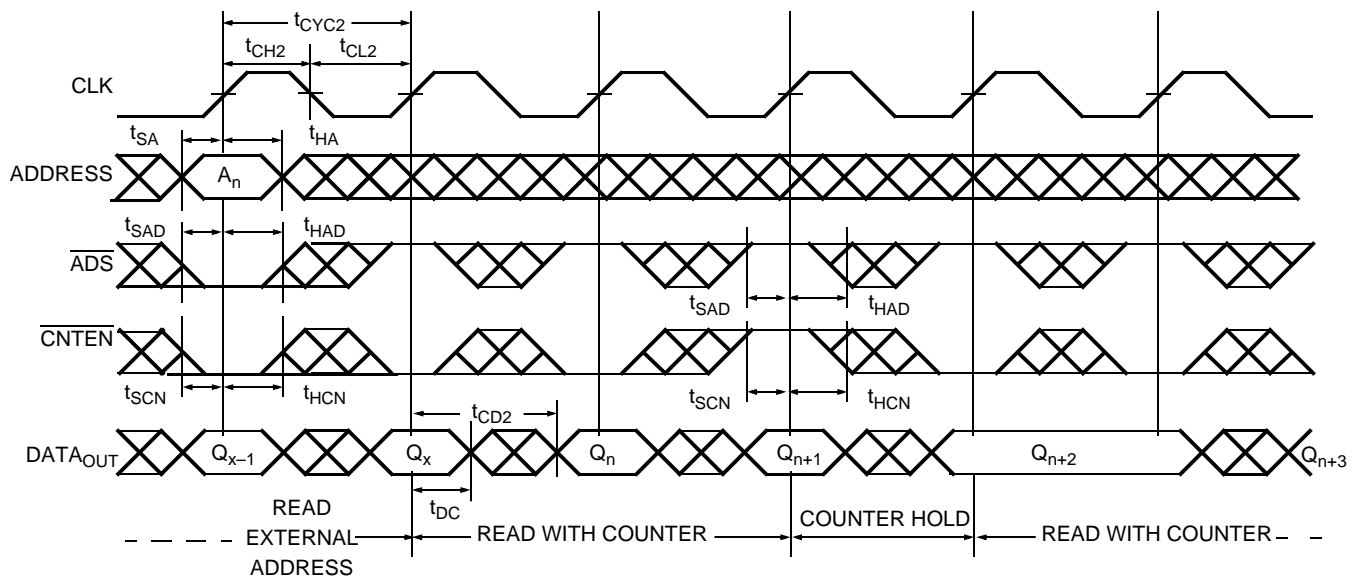 tCYC2
tCH2 tCL2
CLK
tSA tHA
ADDRESS An
tSAD tHAD
ADS
tSAD tHAD
CNTEN
tSCN tHCN tSCN tHCN
tCD2
DATAOUT Qx–1 Qx Qn Qn+1 Qn+2 Qn+3
tDC
READ
EXTERNAL
ADDRESS
READ WITH COUNTER COUNTER HOLD READ WITH COUNTER